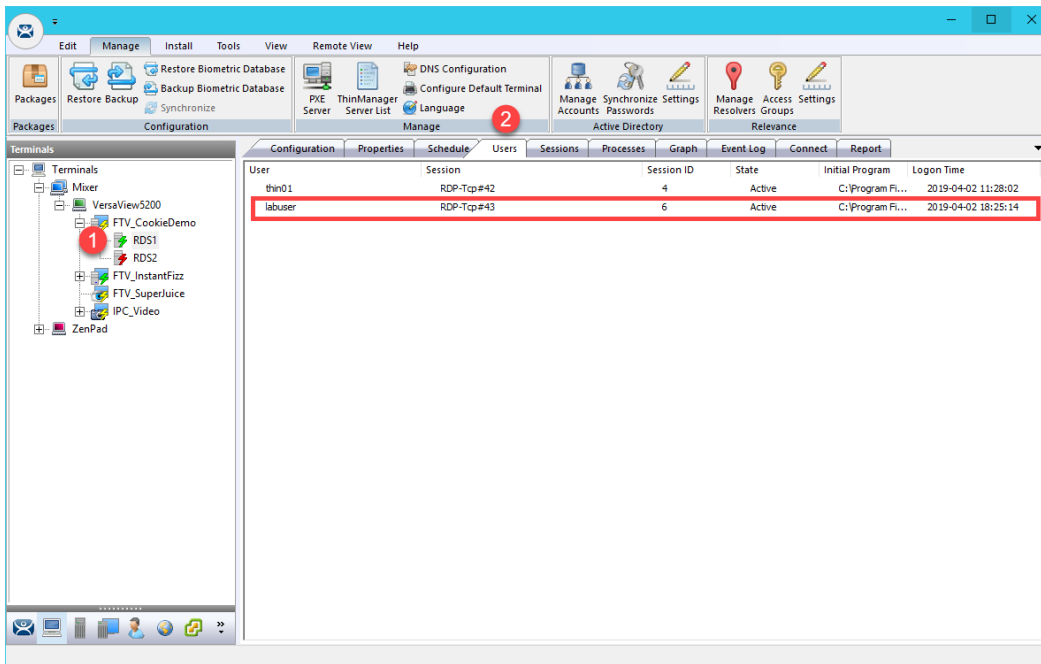 Edit Manage Install Tools View Remote View Help
Packages
Restore Backup
Restore Biometric Database
Backup Biometric Database
Synchronize
PXE Server
ThinManager Server List
DNS Configuration
Configure Default Terminal
Language
Manage Accounts
Synchronize Passwords
Settings
Manage Resolvers
Access Groups
Settings
Packages Configuration Manage Active Directory Relevance
2
Terminals
Configuration Properties Schedule Users Sessions Processes Graph Event Log Connect Report
Terminals
Mixer
VersaView5200
FTV_CookieDemo
1
RDS1
RDS2
FTV_InstantFizz
FTV_SuperJuice
IPC_Video
ZenPad
User Session Session ID State Initial Program Logon Time
thin01 RDP-Tcp#42 4 Active C:\Program Fi... 2019-04-02 11:28:02
labuser RDP-Tcp#43 6 Active C:\Program Fi... 2019-04-02 18:25:14